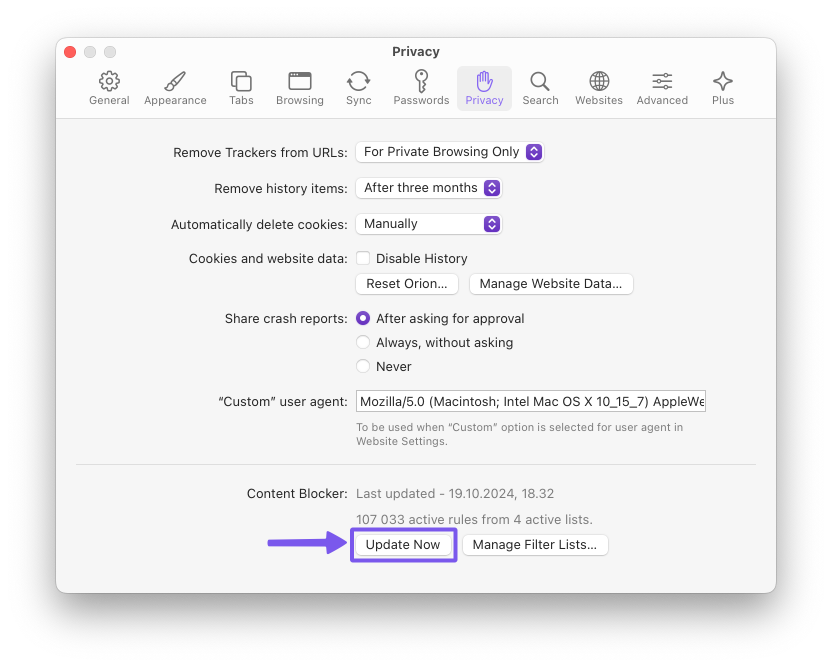 Privacy
General Appearance Tabs Browsing Sync Passwords Privacy Search Websites Advanced Plus
Remove Trackers from URLs: For Private Browsing Only
Remove history items: After three months
Automatically delete cookies: Manually
Cookies and website data: Disable History
Reset Orion... Manage Website Data...
Share crash reports: After asking for approval
Always, without asking
Never
“Custom” user agent: Mozilla/5.0 (Macintosh; Intel Mac OS X 10_15_7) AppleWe
To be used when “Custom” option is selected for user agent in
Website Settings.
Content Blocker: Last updated - 19.10.2024, 18.32
107 033 active rules from 4 active lists.
Update Now Manage Filter Lists...